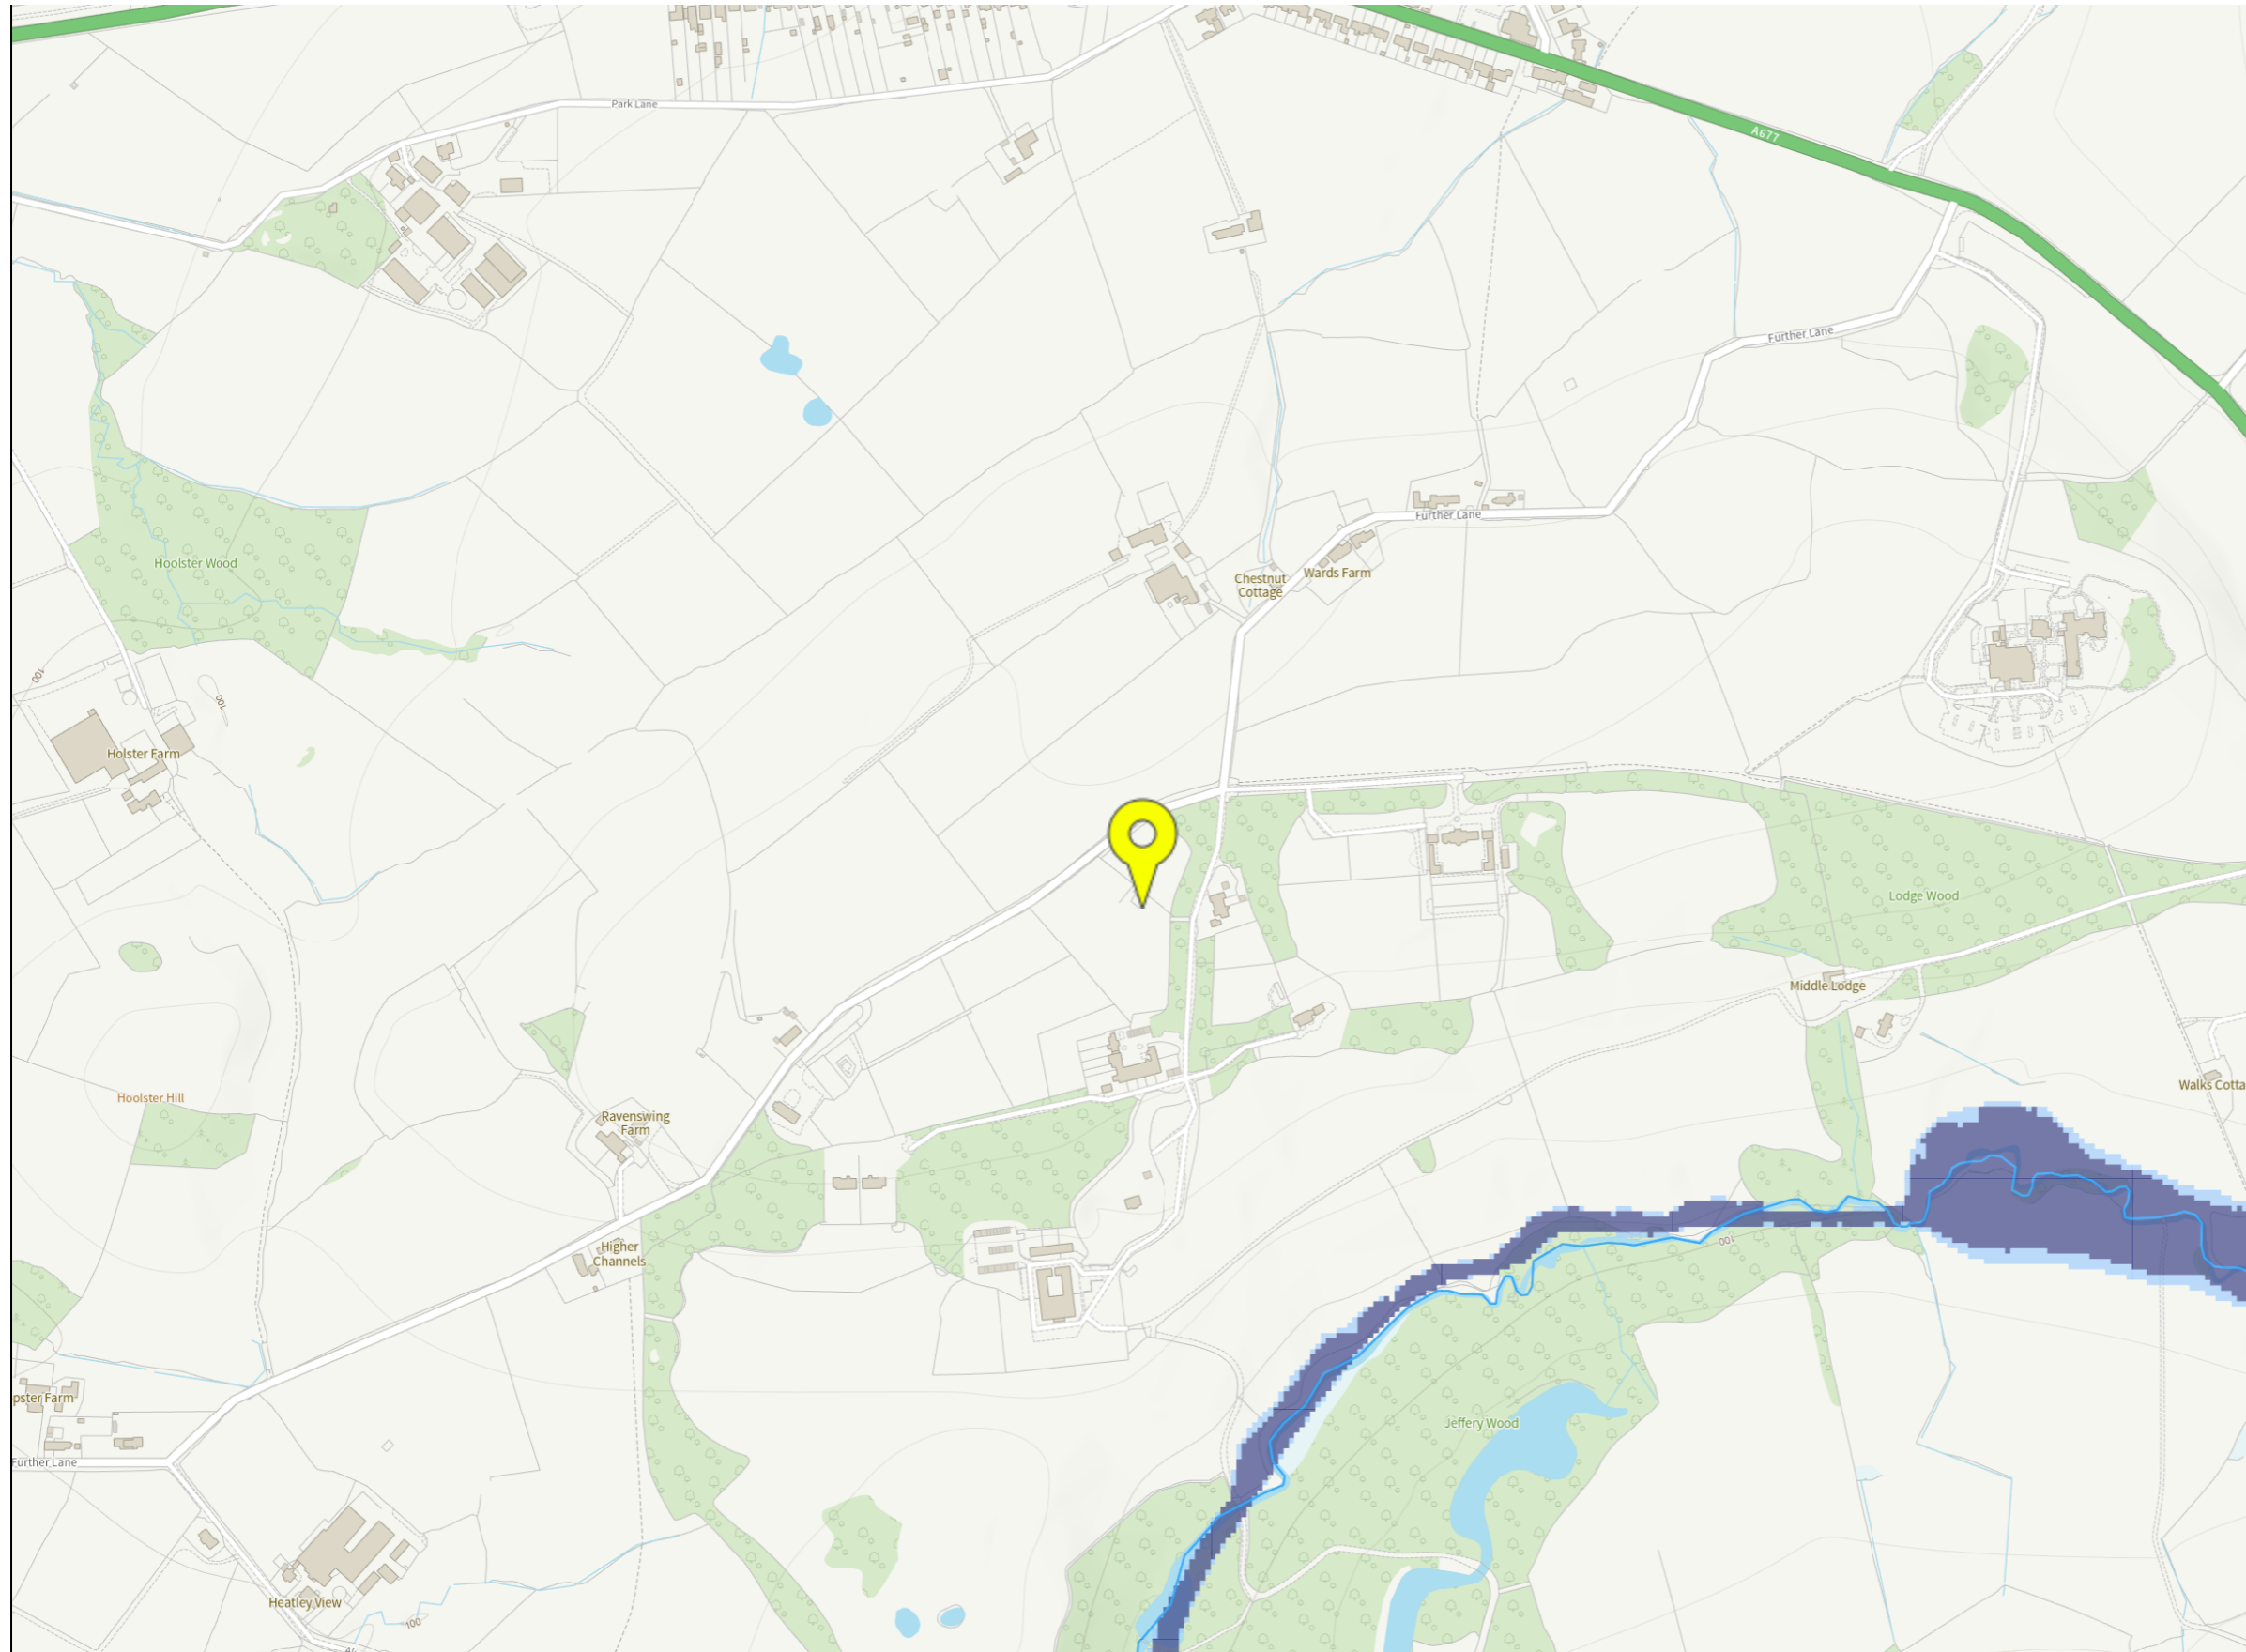 Park Lane
A677
Further Lane
Further Lane
Hoolster Wood
Chestnut
Cottage
Wards Farm
100
100
Holster Farm
Lodge Wood
Middle Lodge
Walks Cotta
Hoolster Hill
Ravenswing
Farm
Higher
Channels
100
pster Farm
Jeffery Wood
Further Lane
Heatley View
100